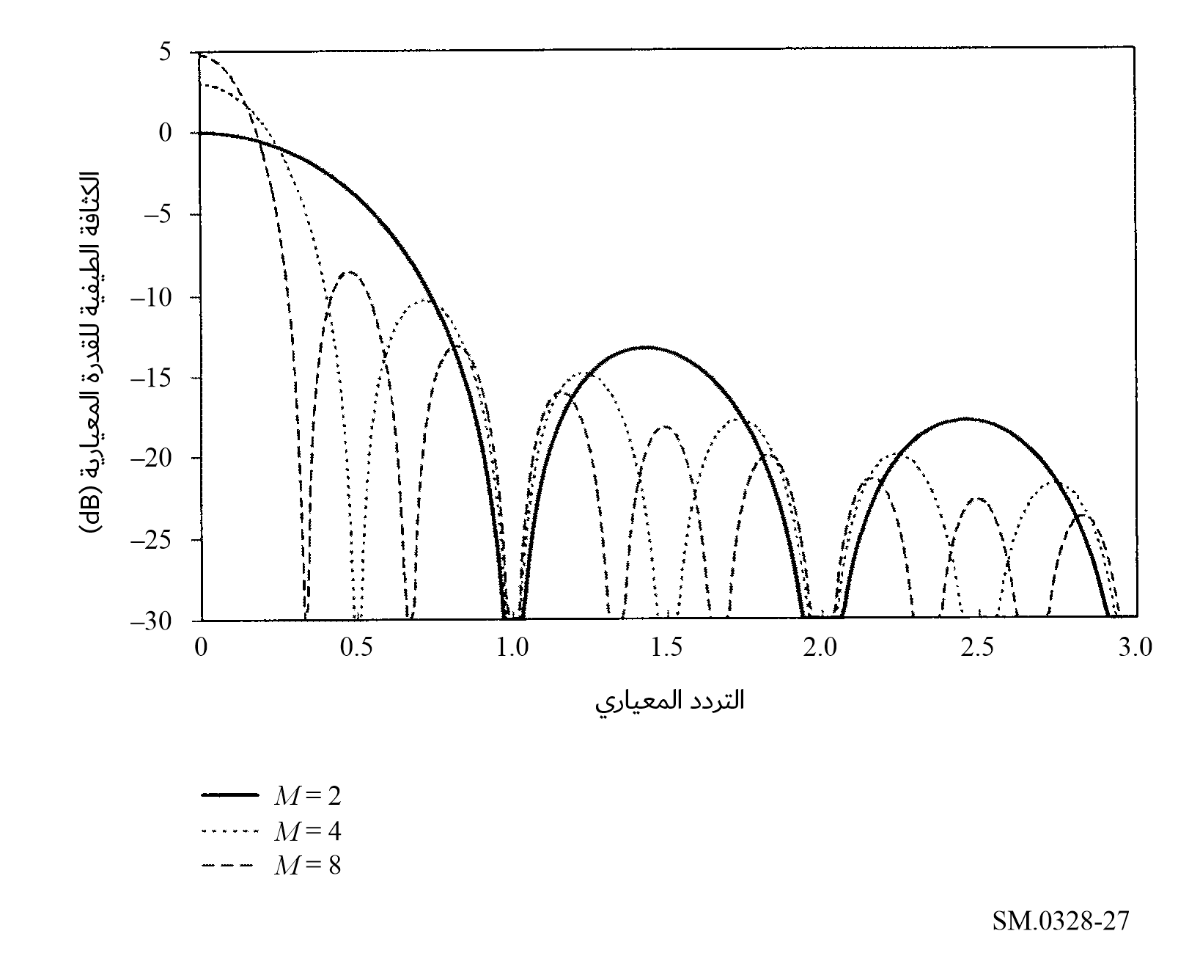 5
0
–5
–10
–15
–20
–25
–30
الكثافة الطيفية للقدرة المعيارية (dB)
0 0.5 1.0 1.5 2.0 2.5 3.0
التردد المعياري
M = 2
M = 4
M = 8
SM.0328-27